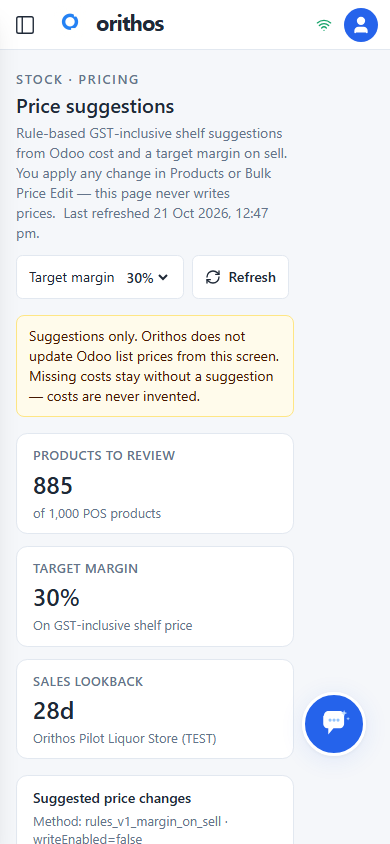 orithos
STOCK · PRICING
Price suggestions
Rule-based GST-inclusive shelf suggestions
from Odoo cost and a target margin on sell.
You apply any change in Products or Bulk
Price Edit — this page never writes
prices. Last refreshed 21 Oct 2026, 12:47
pm.
Target margin 30%
Refresh
Suggestions only. Orithos does not
update Odoo list prices from this screen.
Missing costs stay without a suggestion
— costs are never invented.
PRODUCTS TO REVIEW
885
of 1,000 POS products
TARGET MARGIN
30%
On GST-inclusive shelf price
SALES LOOKBACK
28d
Orithos Pilot Liquor Store (TEST)
Suggested price changes
Method: rules_v1_margin_on_sell ·
writeEnabled=false